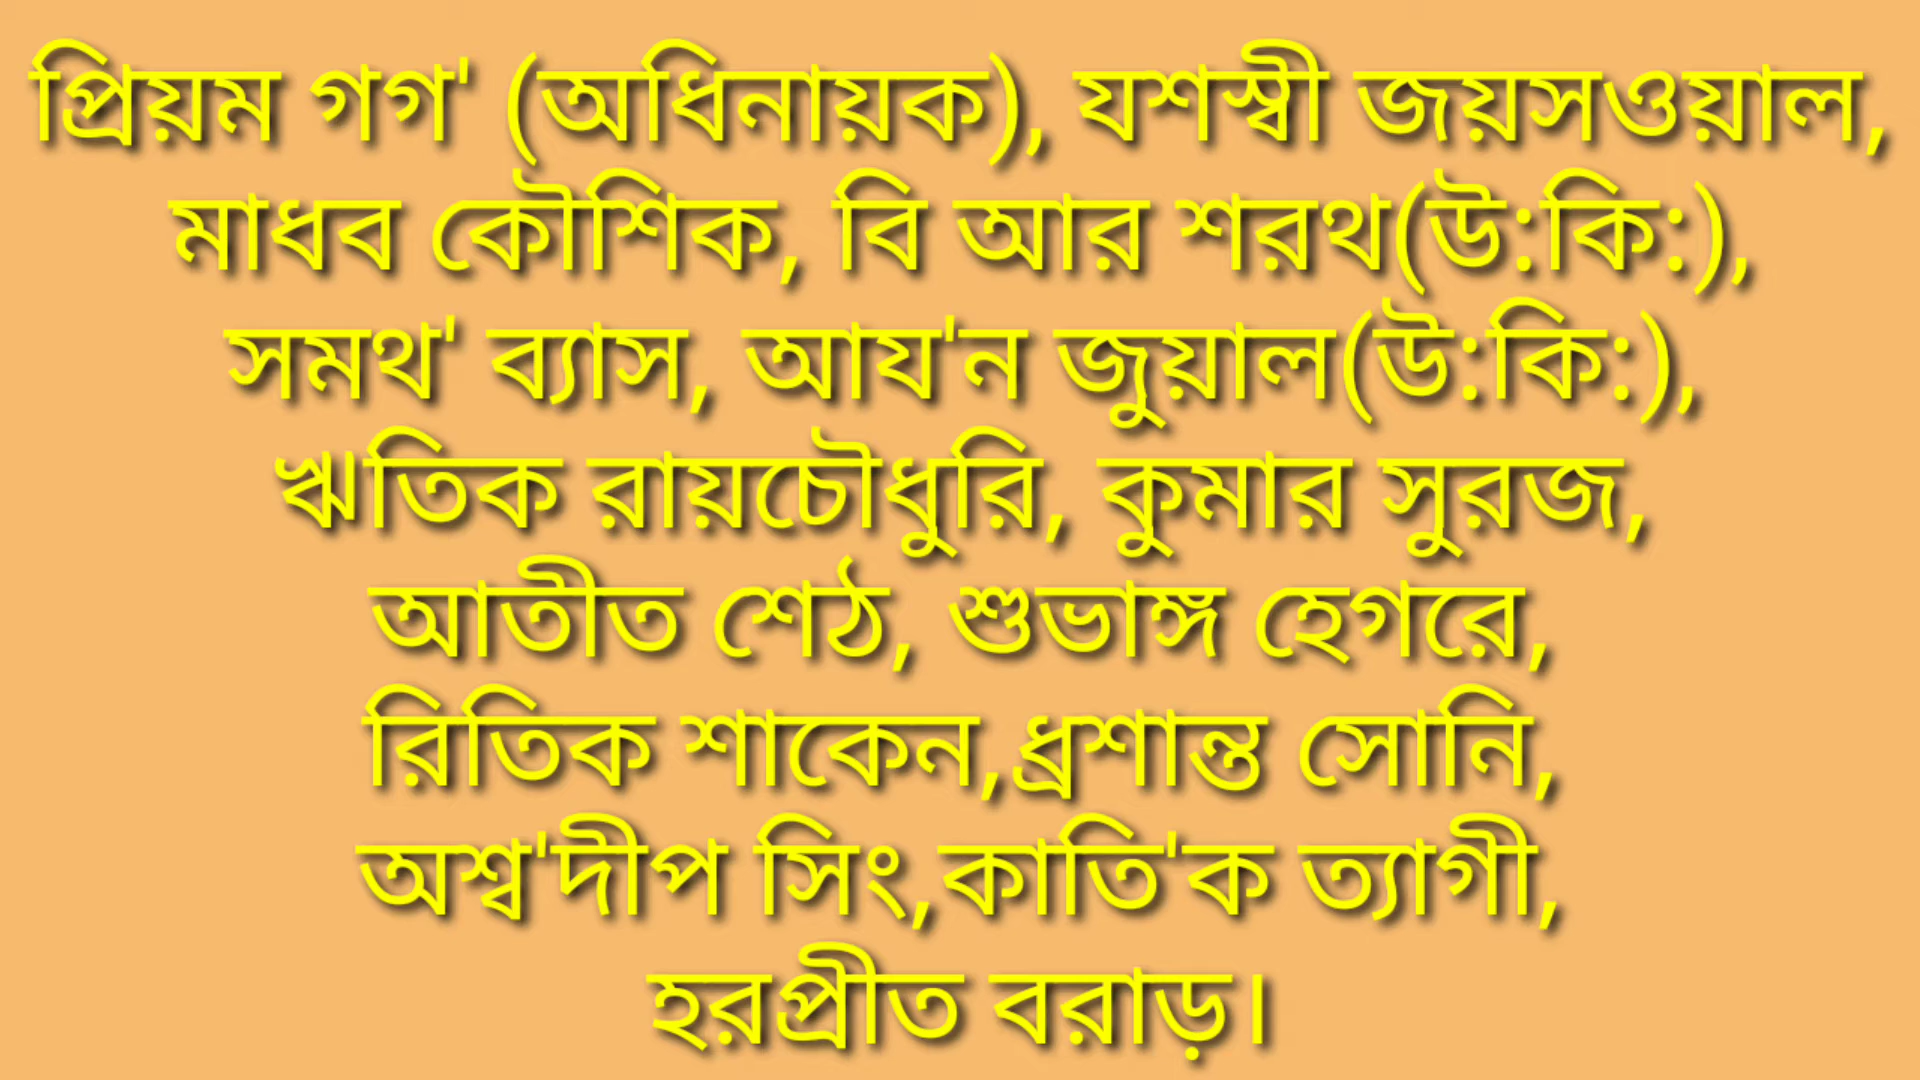 প্রিয়ম গগ' (অধিনায়ক), যশস্বী জয়সওয়াল,
মাধব কৌশিক, বি আর শরথ(উ:কি:),
সমথ' ব্যাস, আয'ন জুয়াল(উ:কি:),
ঋতিক রায়চৌধুরি, কুমার সুরজ,
আতীত শেঠ, শুভাঙ্গ হেগরে,
রিতিক শাকেন,ধ্রশান্ত সোনি,
অশ্ব'দীপ সিং,কাতি'ক ত্যাগী,
হরপ্রীত বরাড়।